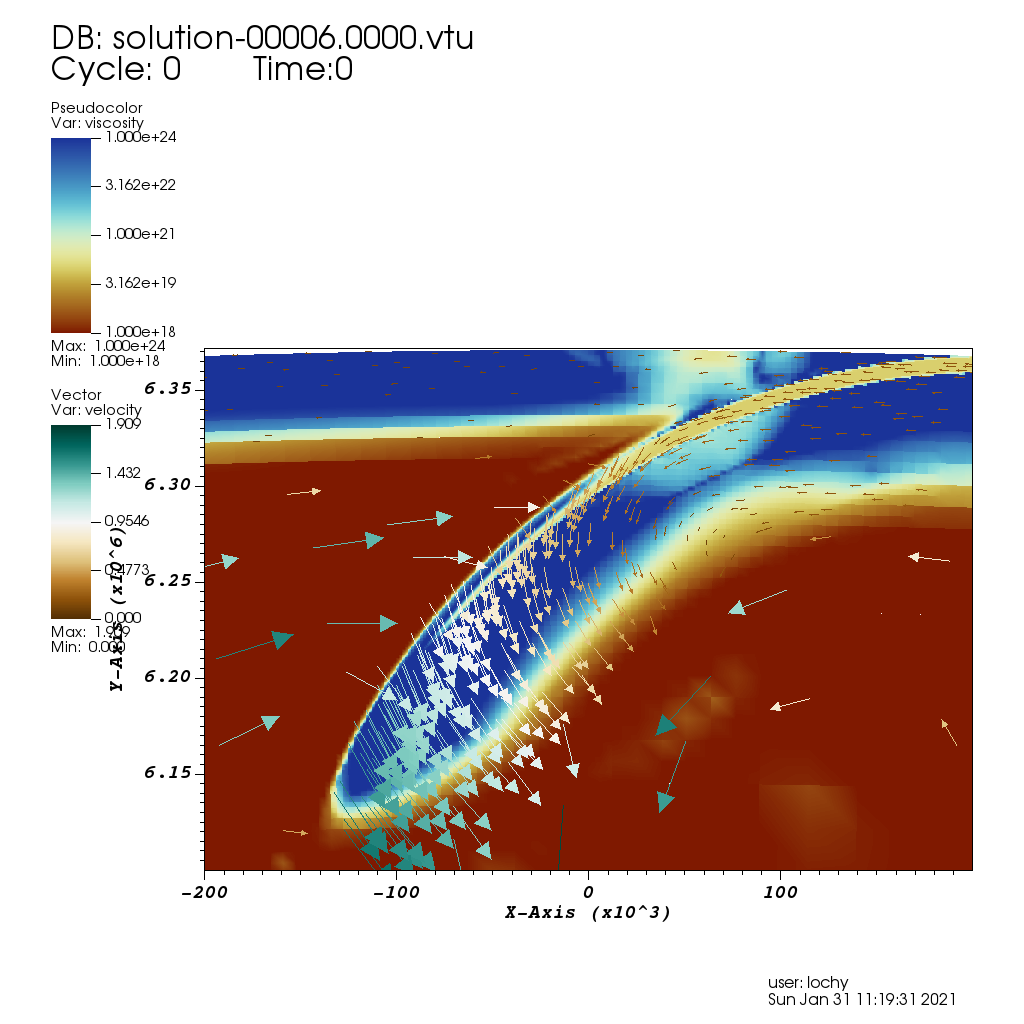 DB: solution-00006.0000.vtu
Cycle: 0 Time:0
Pseudocolor
Var: viscosity
1.000e+24
3.162e+22
1.000e+21
3.162e+19
1.000e+18
Max: 1.000e+24
Min: 1.000e+18
Vector
Var: velocity
1.909
1.432
0.9546
0.4773
0.000
Max: 1.909
Min: 0.000
Y-Axis (x10^6)
6.35
6.30
6.25
6.20
6.15
-200 -100 0 100
X-Axis (x10^3)
user: lochy
Sun Jan 31 11:19:31 2021